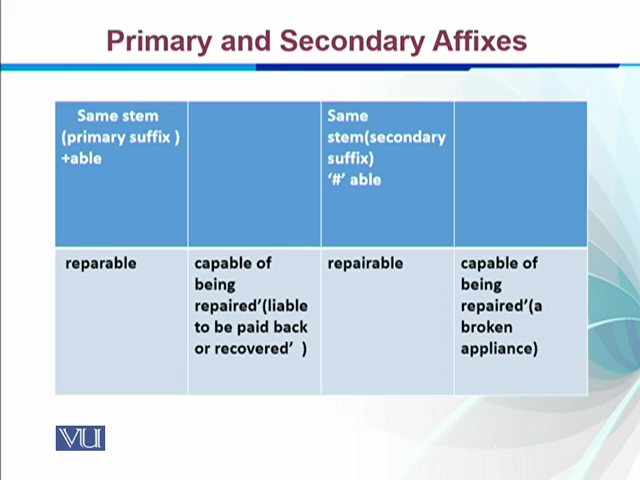 Primary and Secondary Affixes
Same stem
(primary suffix )
+able
Same
stem(secondary
suffix)
‘#’ able
reparable
capable of
being
repaired’(liable
to be paid back
or recovered’ )
repairable
capable of
being
repaired’(a
broken
appliance)
VU